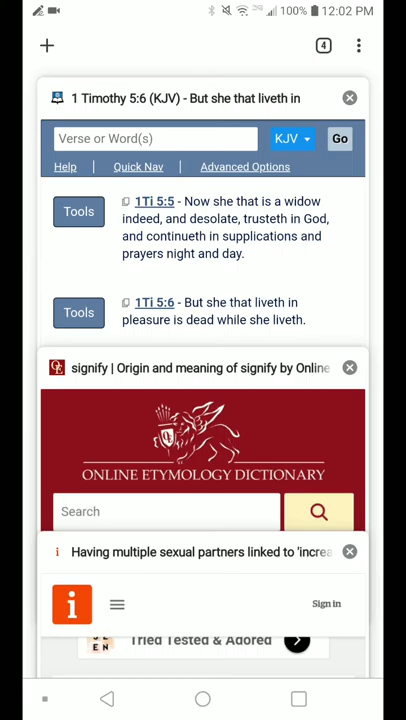 100% 12:02 PM
4
1 Timothy 5:6 (KJV) - But she that liveth in
Verse or Word(s) KJV Go
Help | Quick Nav | Advanced Options
Tools
1Ti 5:5 - Now she that is a widow
indeed, and desolate, trusteth in God,
and continueth in supplications and
prayers night and day.
Tools
1Ti 5:6 - But she that liveth in
pleasure is dead while she liveth.
OE signify | Origin and meaning of signify by Online
ONLINE ETYMOLOGY DICTIONARY
Search
i Having multiple sexual partners linked to 'increa
i Sign in
EN Tried Tested & Adored